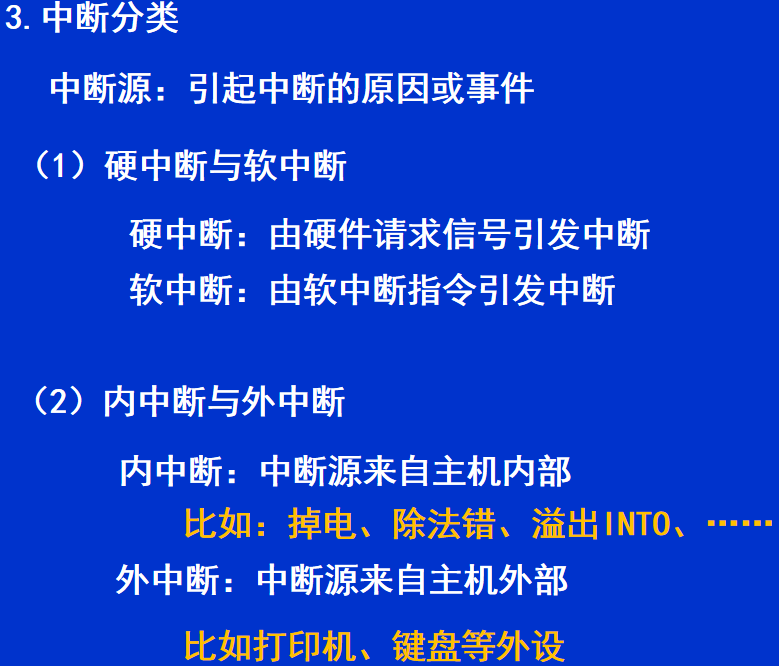 3.中断分类
中断源：引起中断的原因或事件
（1）硬中断与软中断
硬中断：由硬件请求信号引发中断
软中断：由软中断指令引发中断
（2）内中断与外中断
内中断：中断源来自主机内部
比如：掉电、除法错、溢出INTO、……
外中断：中断源来自主机外部
比如打印机、键盘等外设